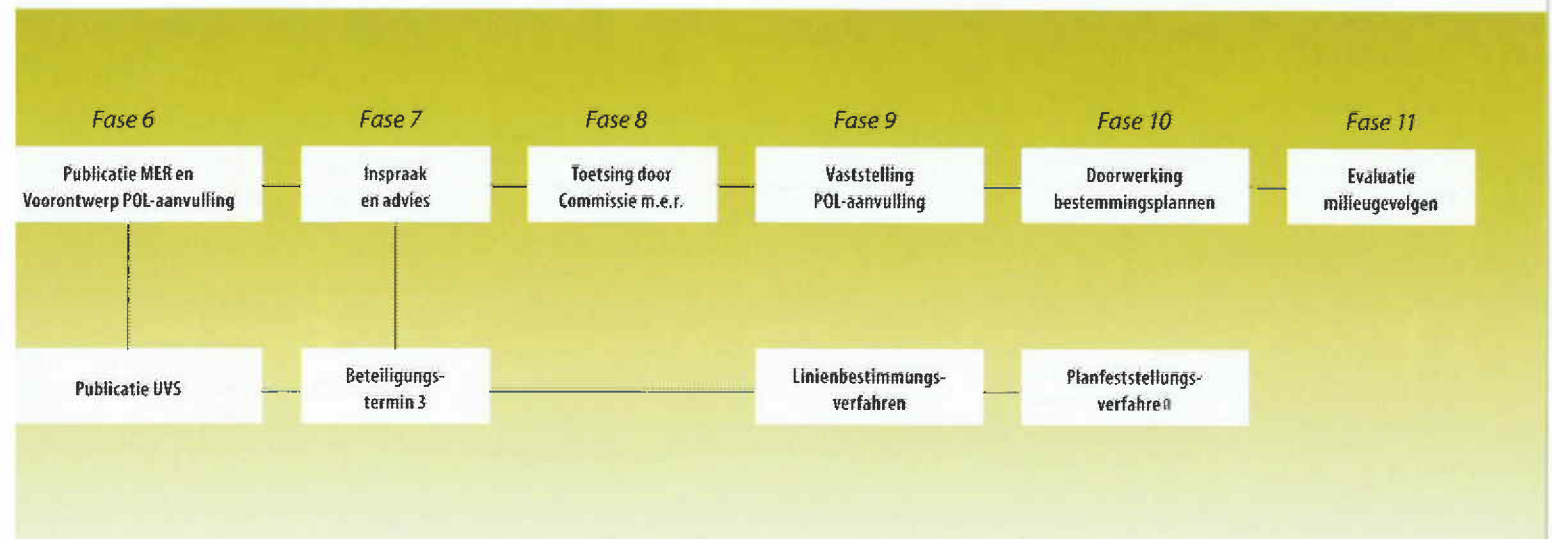 Fase 6
Fase 7
Fase 8
Fase 9
Fase 10
Fase 11
Publicatie MER en
Voorontwerp POL-aanvulling
Inspraak
en advies
Toetsing door
Commissie m.e.r.
Vaststelling
POL-aanvulling
Doorwerking
bestemmingsplannen
Evaluatie
milieugevolgen
Publicatie UVS
Beteiligungs-
termin 3
Linienbestimmungs-
verfahren
Planfeststellungs-
verfahren